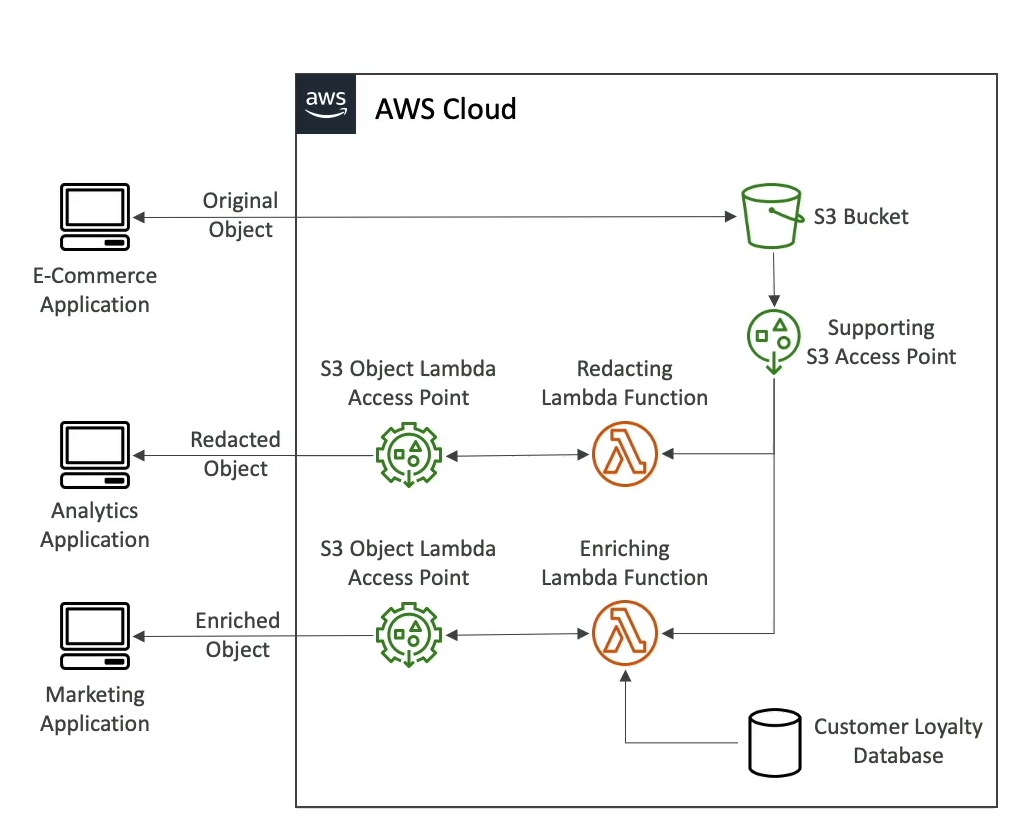 aws
AWS Cloud
Original
Object
S3 Bucket
E-Commerce
Application
Supporting
S3 Access Point
S3 Object Lambda
Access Point
Redacting
Lambda Function
Redacted
Object
Analytics
Application
S3 Object Lambda
Access Point
Enriching
Lambda Function
Enriched
Object
Marketing
Application
Customer Loyalty
Database